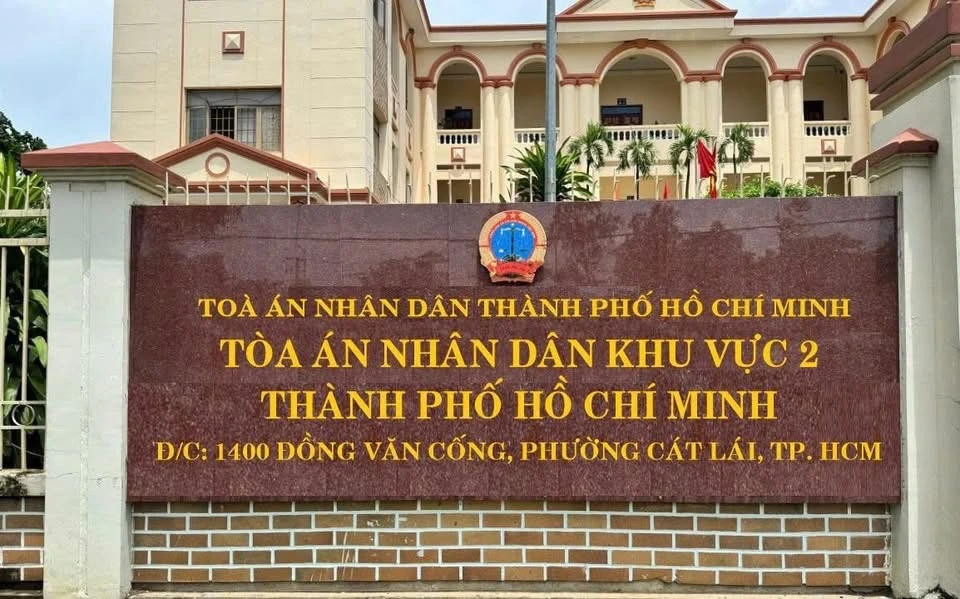 TOÀ ÁN NHÂN DÂN THÀNH PHỐ HỒ CHÍ MINH
TÒA ÁN NHÂN DÂN KHU VỰC 2
THÀNH PHỐ HỒ CHÍ MINH
Đ/C: 1400 ĐỒNG VĂN CỐNG, PHƯỜNG CÁT LÁI, TP. HCM